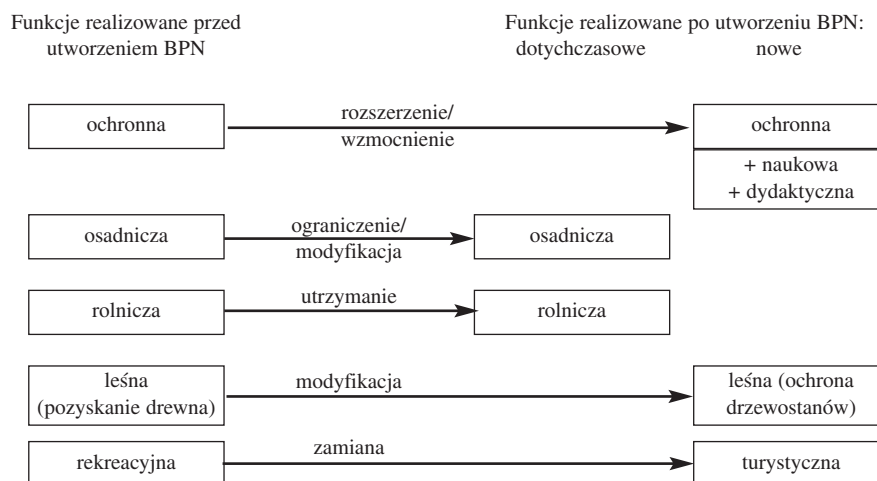 Funkcje realizowane przed
utworzeniem BPN
Funkcje realizowane po utworzeniu BPN:
dotychczasowe nowe
ochronna
rozszerzenie/
wzmocnienie
ochronna
+ naukowa
+ dydaktyczna
osadnicza
ograniczenie/
modyfikacja
osadnicza
rolnicza
utrzymanie
rolnicza
leśna
(pozyskanie drewna)
modyfikacja
leśna (ochrona
drzewostanów)
rekreacyjna
zamiana
turystyczna